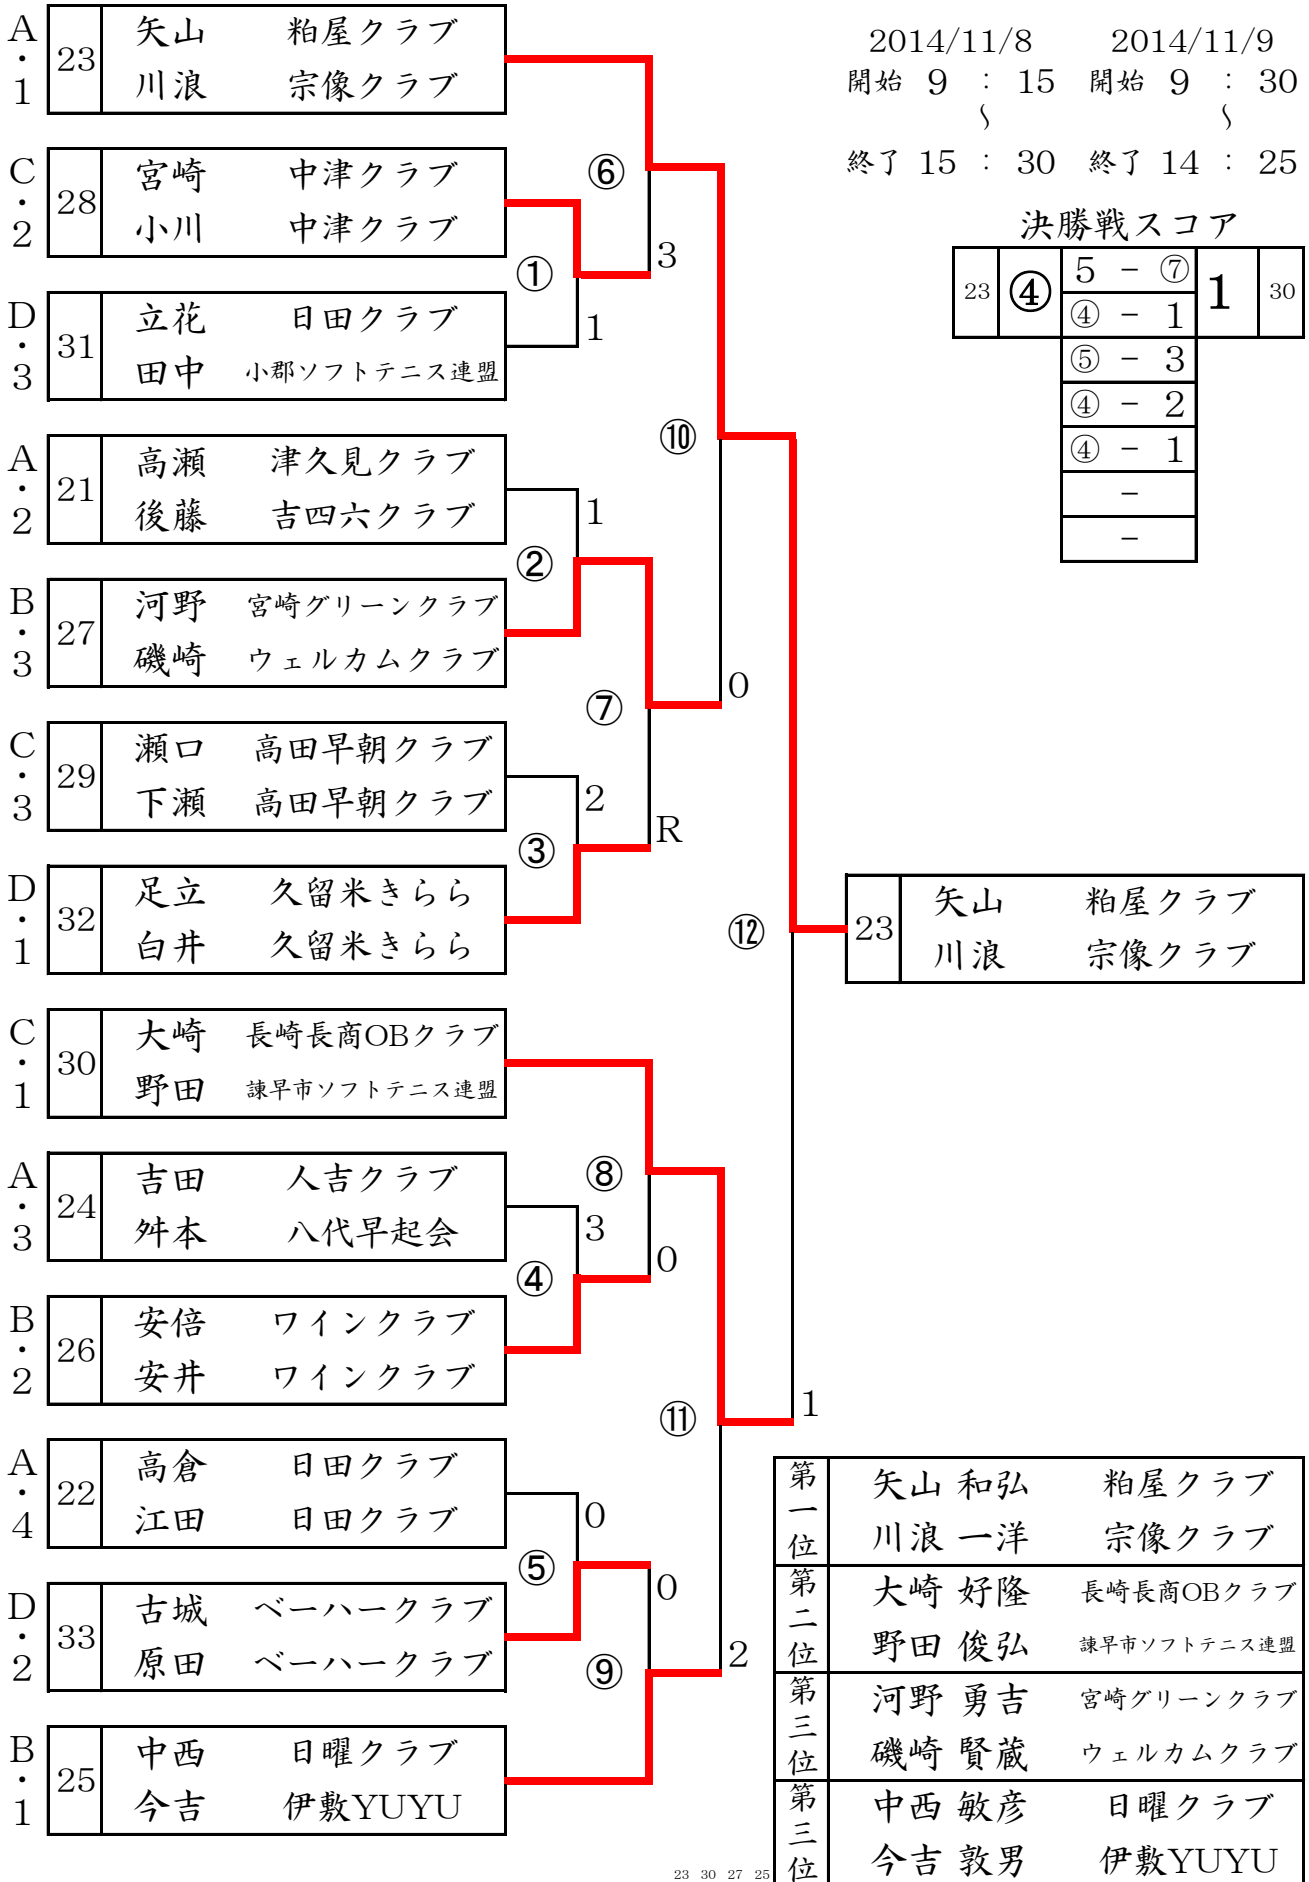 2014/11/8 2014/11/9
開始 9 : 15 開始 9 : 30
~ ~
終了 15 : 30 終了 14 : 25
決勝戦スコア
23 ④ 5 - ⑦ 1 30
④ - 1
⑤ - 3
④ - 2
④ - 1
-
-
A・1 23 矢山 粕屋クラブ
川浪 宗像クラブ
C・2 28 宮崎 中津クラブ
小川 中津クラブ
D・3 31 立花 日田クラブ
田中 小郡ソフトテニス連盟
A・2 21 高瀬 津久見クラブ
後藤 吉四六クラブ
B・3 27 河野 宮崎グリーンクラブ
磯崎 ウェルカムクラブ
C・3 29 瀬口 高田早朝クラブ
下瀬 高田早朝クラブ
D・1 32 足立 久留米きらら
白井 久留米きらら
C・1 30 大崎 長崎長商OBクラブ
野田 諫早市ソフトテニス連盟
A・3 24 吉田 人吉クラブ
舛本 八代早起会
B・2 26 安倍 ワインクラブ
安井 ワインクラブ
A・4 22 高倉 日田クラブ
江田 日田クラブ
D・2 33 古城 ベーハークラブ
原田 ベーハークラブ
B・1 25 中西 日曜クラブ
今吉 伊敷YUYU
① 1
② 1
③ 2
④ 3
⑤ 0
⑥ 3
⑦ R
⑧ 0
⑨ 0
⑩ 0
⑪ 2
⑫ 1
23 矢山 粕屋クラブ
川浪 宗像クラブ
第一位 矢山 和弘 粕屋クラブ
川浪 一洋 宗像クラブ
第二位 大崎 好隆 長崎長商OBクラブ
野田 俊弘 諫早市ソフトテニス連盟
第三位 河野 勇吉 宮崎グリーンクラブ
磯崎 賢蔵 ウェルカムクラブ
第三位 中西 敏彦 日曜クラブ
今吉 敦男 伊敷YUYU
23 30 27 25